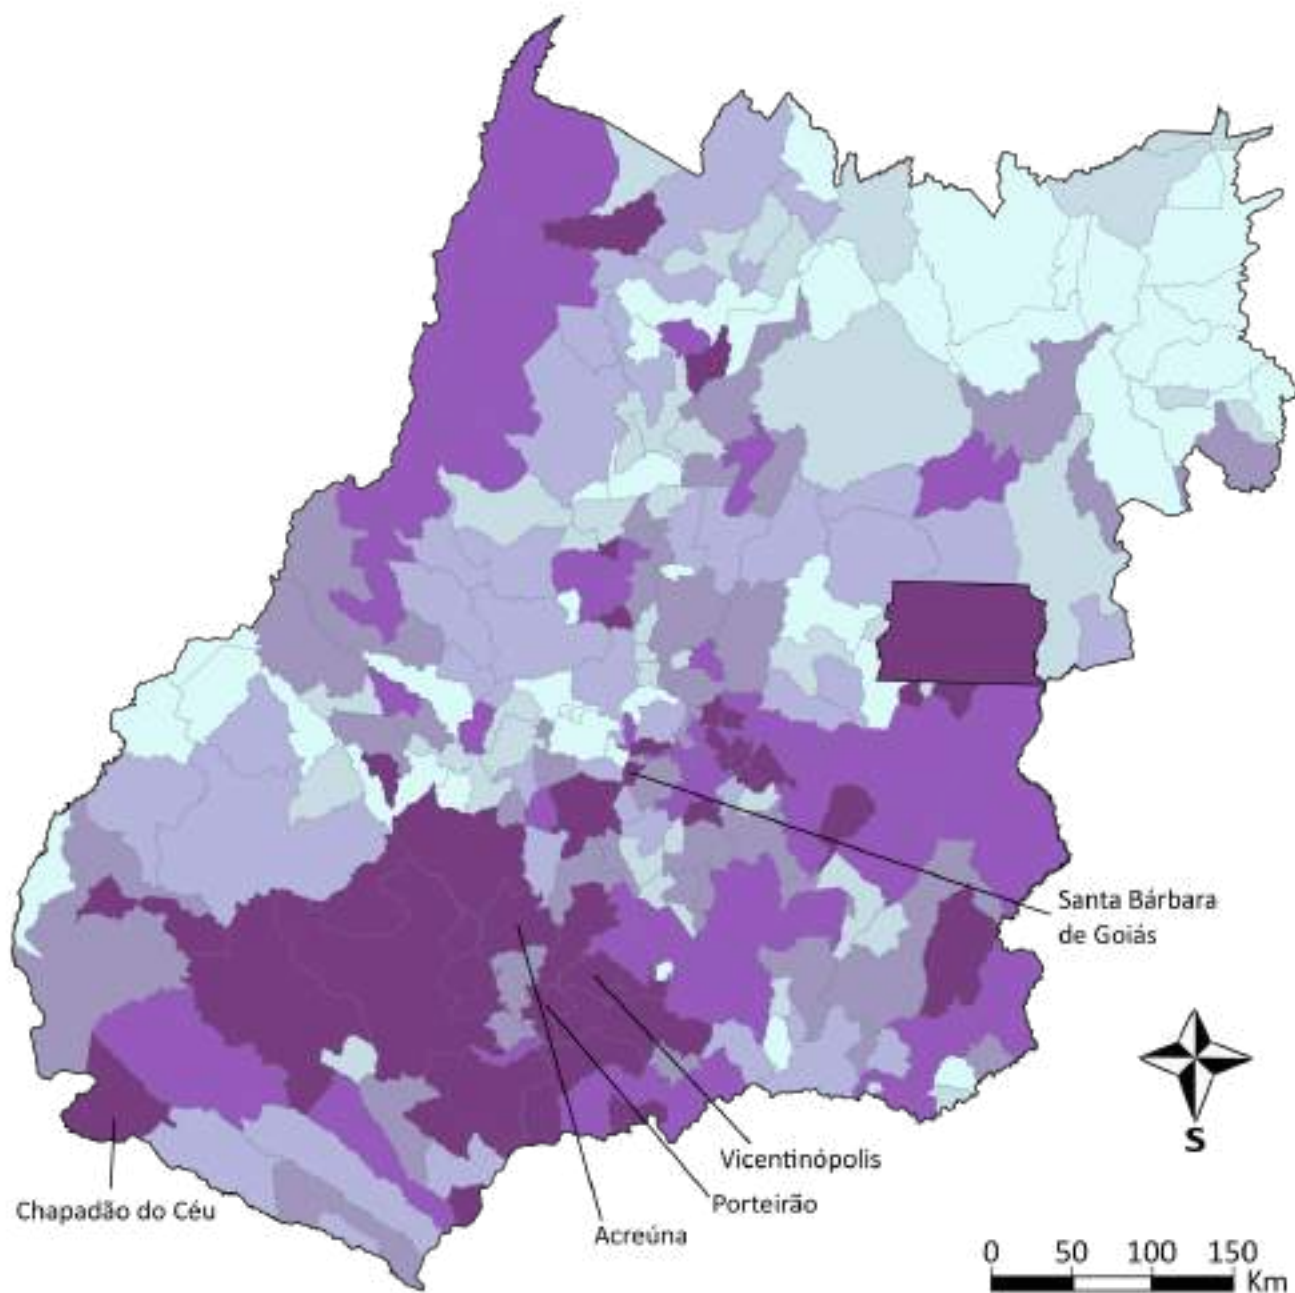 Santa Bárbara
de Goiás
S
Vicentinópolis
Chapadão do Céu
Porteirão
Acreúna
0 50 100 150
Km